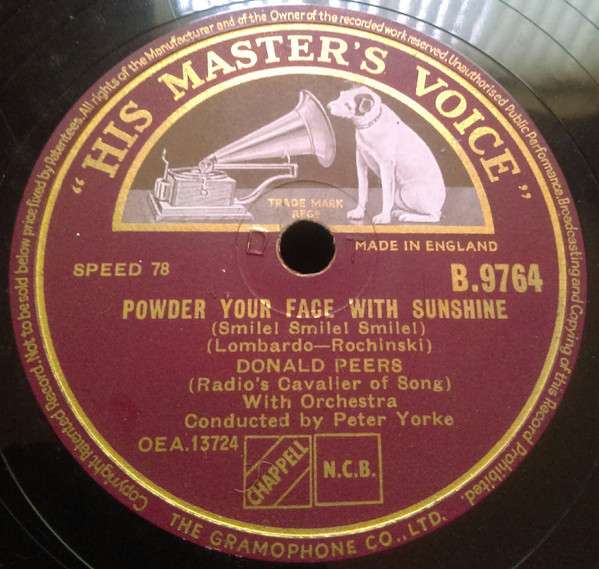 "HIS MASTER'S VOICE"
TRADE MARK
REGD
MADE IN ENGLAND
SPEED 78
B.9764
POWDER YOUR FACE WITH SUNSHINE
(Smile! Smile! Smile!)
(Lombardo—Rochinski)
DONALD PEERS
(Radio's Cavalier of Song)
With Orchestra
Conducted by Peter Yorke
OEA.13724
CHAPPELL
N.C.B.
THE GRAMOPHONE CO., LTD.
Copyright Patented Record. Not to be sold below price fixed by Patentees. All rights of the Manufacturer and of the Owner of the recorded work reserved. Unauthorised Public Performance, Broadcasting and Copying of this Record Prohibited.